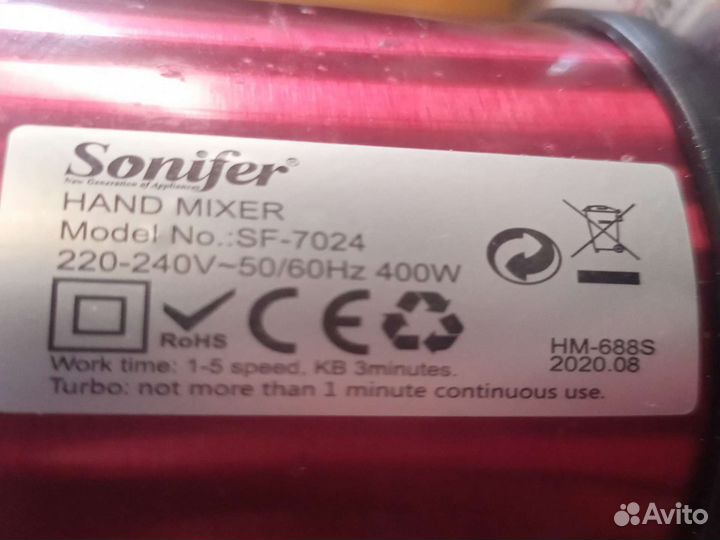 Sonifer®
New Generation of Appliances
HAND MIXER
Model No.:SF-7024
220-240V~50/60Hz 400W
RoHS
CE
Work time: 1-5 speed, KB 3minutes.
Turbo: not more than 1 minute continuous use.
HM-688S
2020.08
Avito